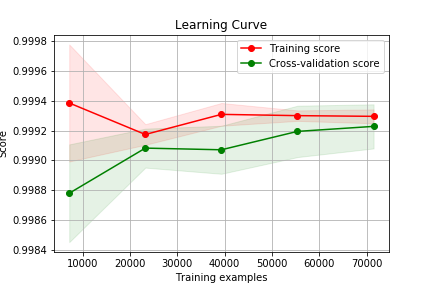 Learning Curve
Training score
Cross-validation score
0.9998
0.9996
0.9994
0.9992
0.9990
0.9988
0.9986
0.9984
Score
10000 20000 30000 40000 50000 60000 70000
Training examples